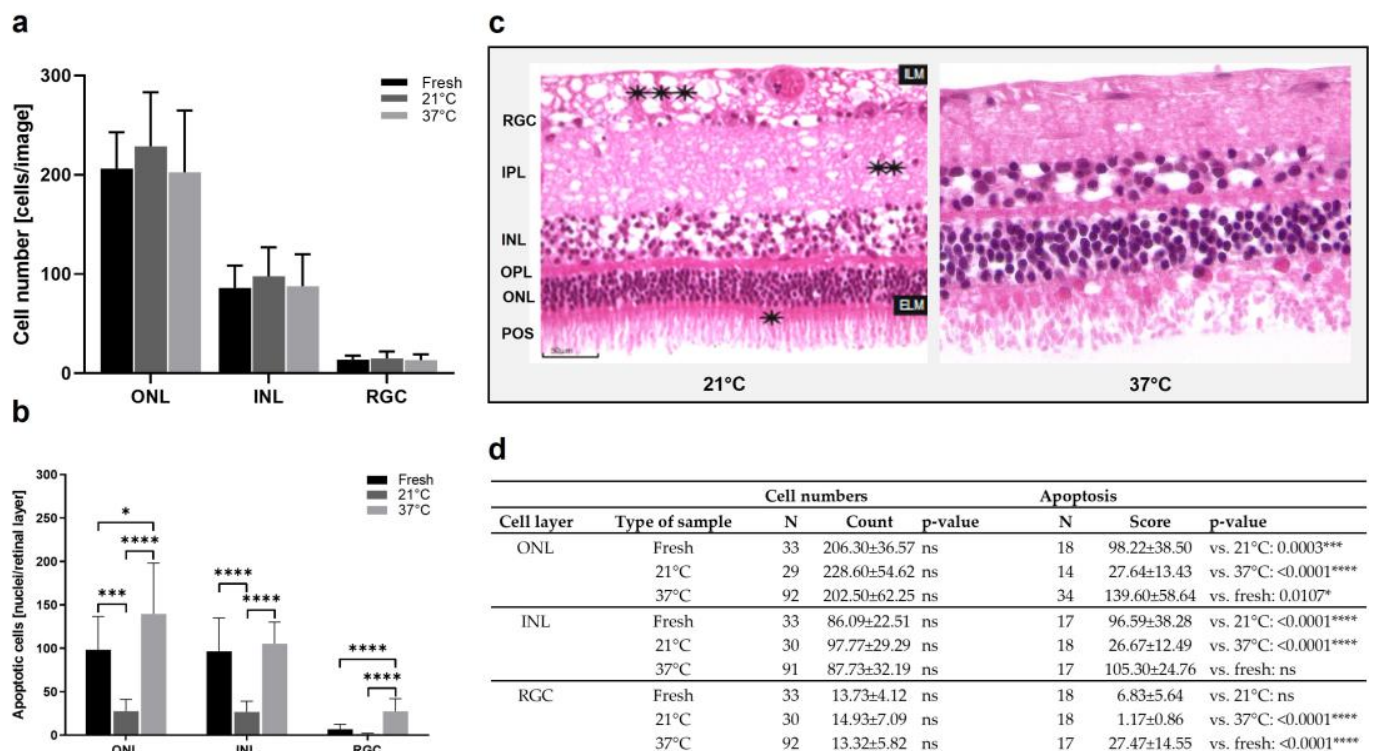 a
300
200
100
0
Cell number [cells/image]
Fresh
21°C
37°C
ONL INL RGC
b
300
250
200
150
100
50
0
Apoptotic cells [nuclei/retinal layer]
Fresh
21°C
37°C
*
****
***
****
****
****
****
ONL INL RGC
c
ILM
RGC
IPL
INL
OPL
ONL
ELM
POS
50µm
21°C 37°C
d
Cell numbers Apoptosis
Cell layer Type of sample N Count p-value N Score p-value
ONL Fresh 33 206.30±36.57 ns 18 98.22±38.50 vs. 21°C: 0.0003***
21°C 29 228.60±54.62 ns 14 27.64±13.43 vs. 37°C: <0.0001****
37°C 92 202.50±62.25 ns 34 139.60±58.64 vs. fresh: 0.0107*
INL Fresh 33 86.09±22.51 ns 17 96.59±38.28 vs. 21°C: <0.0001****
21°C 30 97.77±29.29 ns 18 26.67±12.49 vs. 37°C: <0.0001****
37°C 91 87.73±32.19 ns 17 105.30±24.76 vs. fresh: ns
RGC Fresh 33 13.73±4.12 ns 18 6.83±5.64 vs. 21°C: ns
21°C 30 14.93±7.09 ns 18 1.17±0.86 vs. 37°C: <0.0001****
37°C 92 13.32±5.82 ns 17 27.47±14.55 vs. fresh: <0.0001****